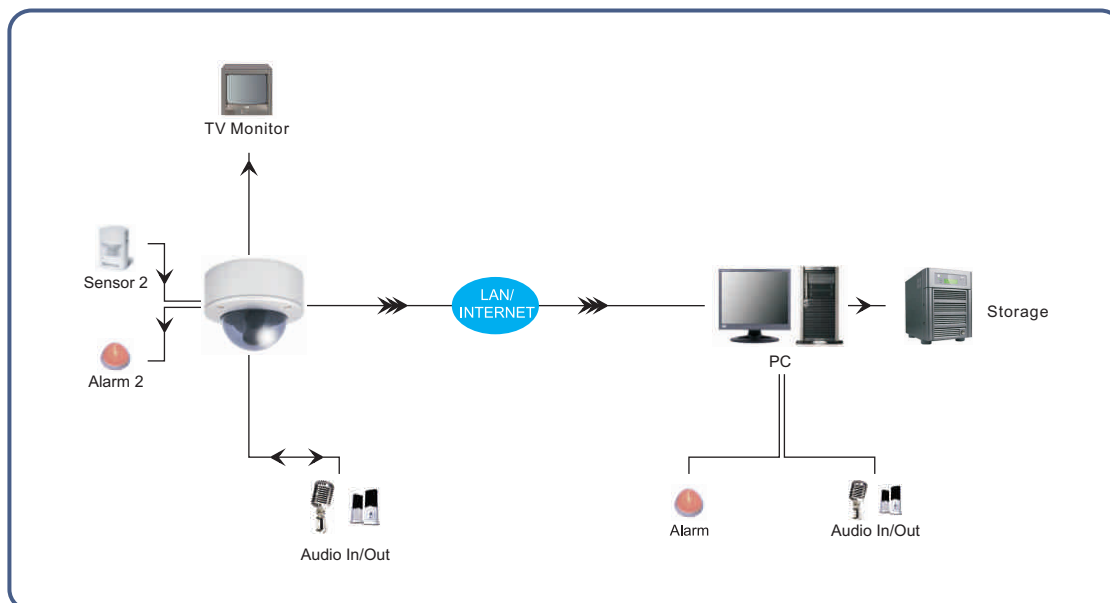 TV Monitor
Sensor 2
Alarm 2
LAN/
INTERNET
PC
Storage
Audio In/Out
Alarm
Audio In/Out